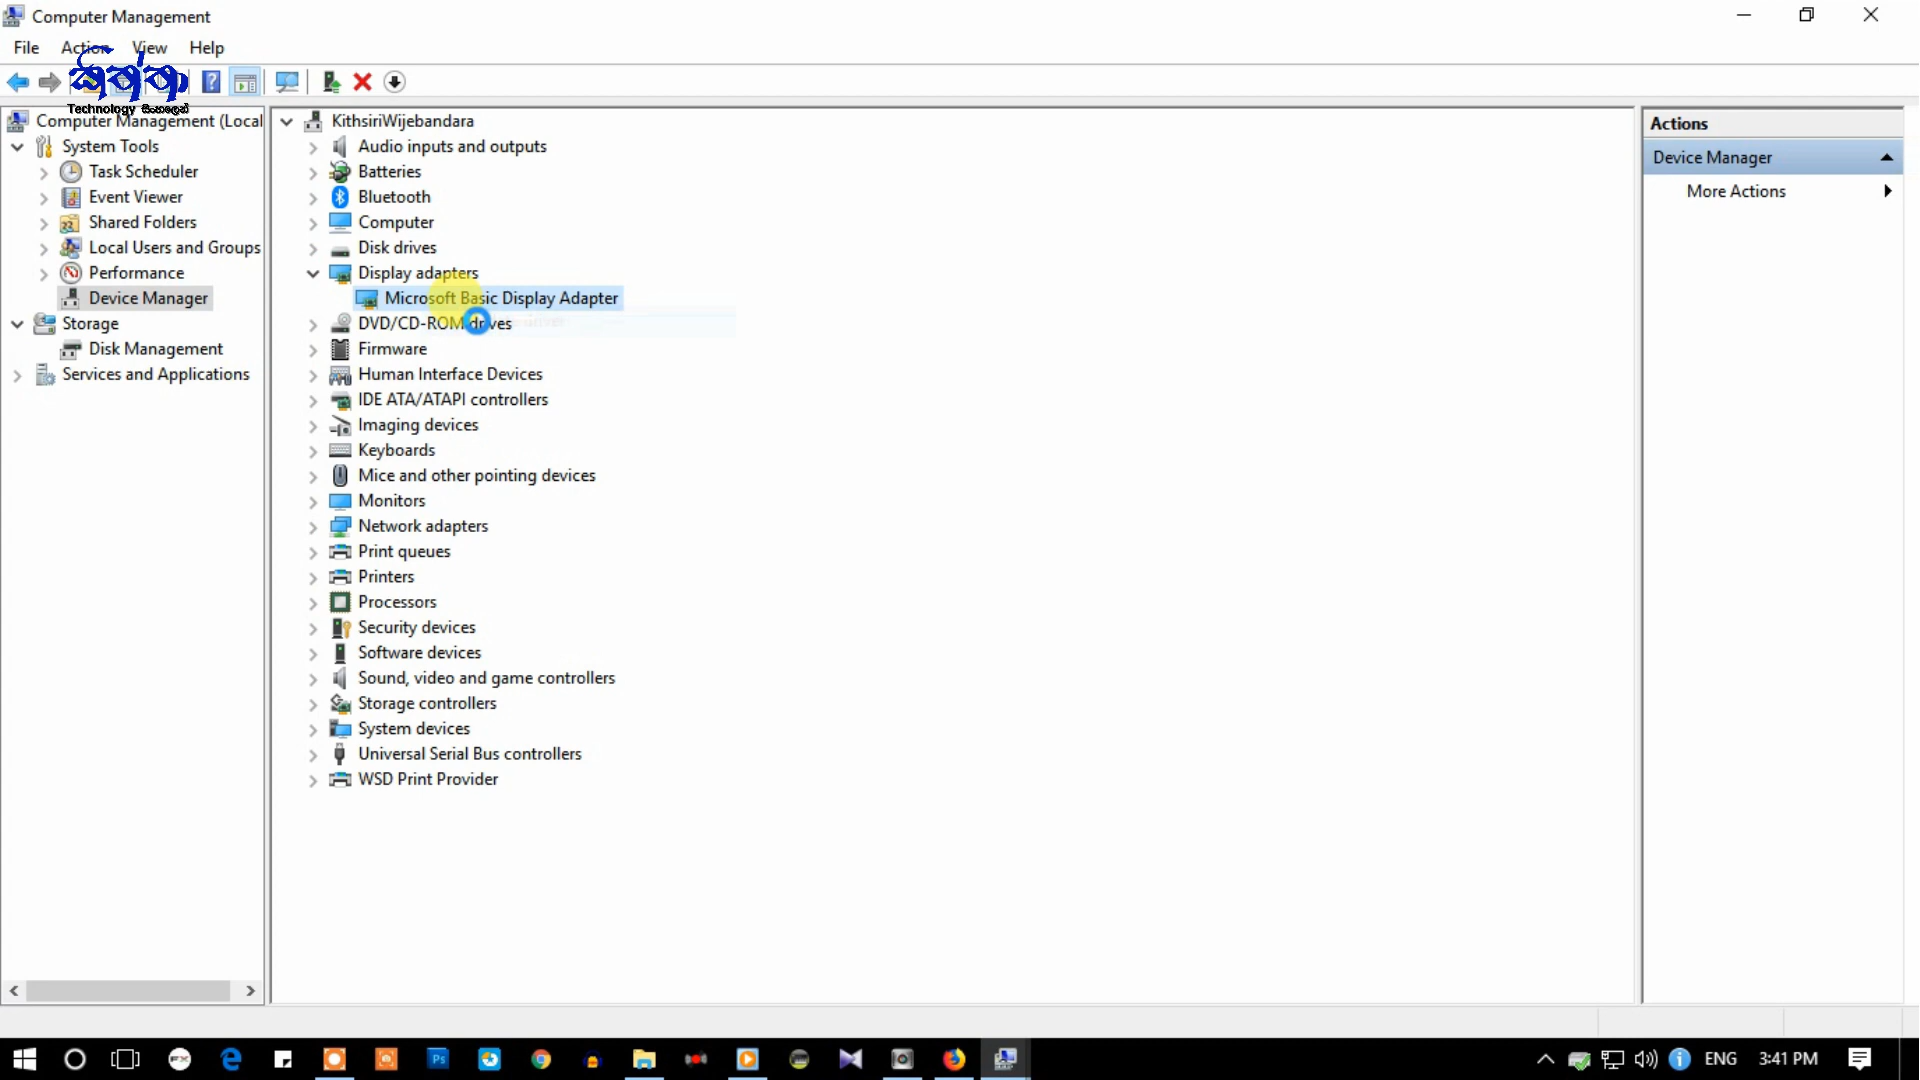 Computer Management
File Action View Help
Technology
Computer Management (Local
System Tools
Task Scheduler
Event Viewer
Shared Folders
Local Users and Groups
Performance
Device Manager
Storage
Disk Management
Services and Applications
KithsiriWijebandara
Audio inputs and outputs
Batteries
Bluetooth
Computer
Disk drives
Display adapters
Microsoft Basic Display Adapter
DVD/CD-ROM drives
Firmware
Human Interface Devices
IDE ATA/ATAPI controllers
Imaging devices
Keyboards
Mice and other pointing devices
Monitors
Network adapters
Print queues
Printers
Processors
Security devices
Software devices
Sound, video and game controllers
Storage controllers
System devices
Universal Serial Bus controllers
WSD Print Provider
Actions
Device Manager
More Actions
Ps
ENG 3:41 PM